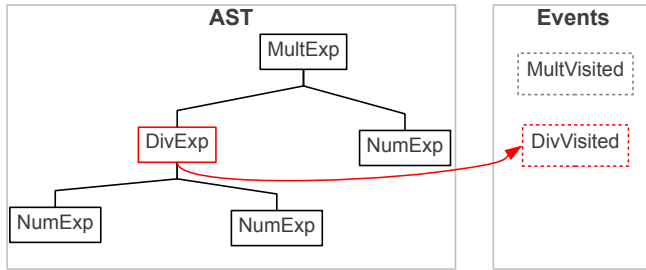 AST
Events
MultExp
MultVisited
DivExp
NumExp
DivVisited
NumExp
NumExp